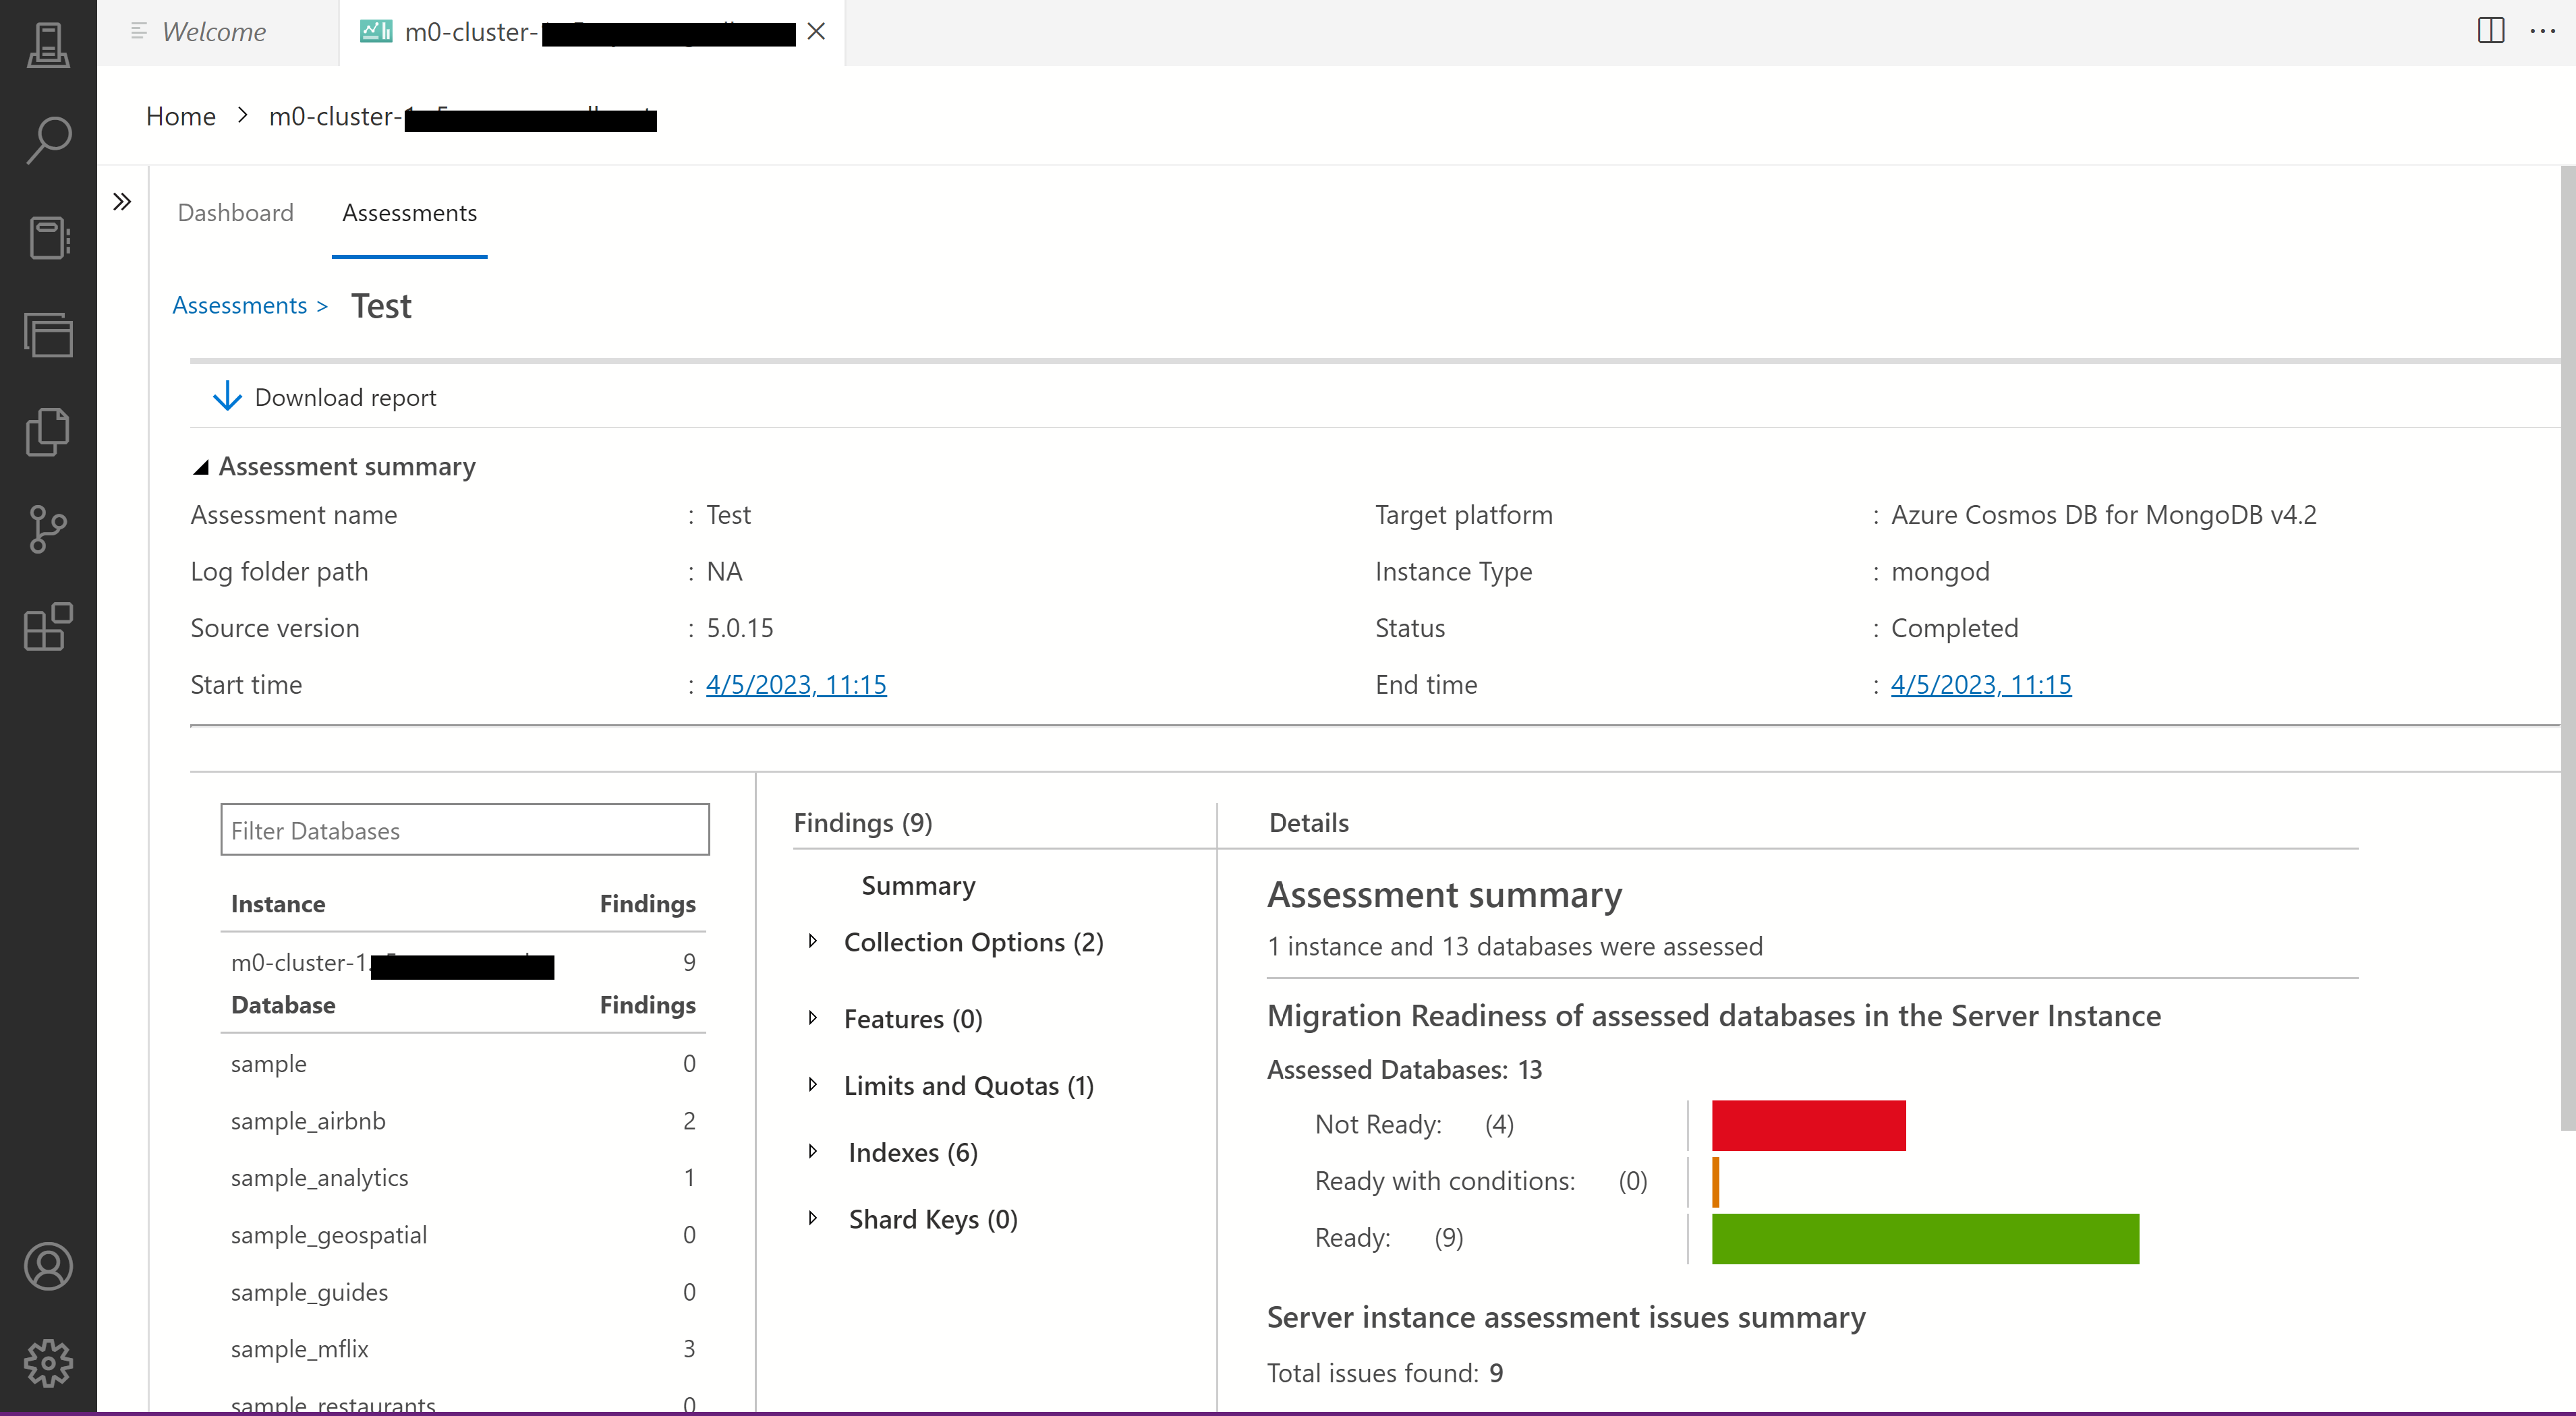 Welcome
m0-cluster-
Home > m0-cluster-
Dashboard Assessments
Assessments > Test
Download report
Assessment summary
Assessment name : Test Target platform : Azure Cosmos DB for MongoDB v4.2
Log folder path : NA Instance Type : mongod
Source version : 5.0.15 Status : Completed
Start time : 4/5/2023, 11:15 End time : 4/5/2023, 11:15
Filter Databases
Instance Findings
m0-cluster-1. 9
Database Findings
sample 0
sample_airbnb 2
sample_analytics 1
sample_geospatial 0
sample_guides 0
sample_mflix 3
sample_restaurants 0
Findings (9)
Summary
Collection Options (2)
Features (0)
Limits and Quotas (1)
Indexes (6)
Shard Keys (0)
Details
Assessment summary
1 instance and 13 databases were assessed
Migration Readiness of assessed databases in the Server Instance
Assessed Databases: 13
Not Ready: (4)
Ready with conditions: (0)
Ready: (9)
Server instance assessment issues summary
Total issues found: 9